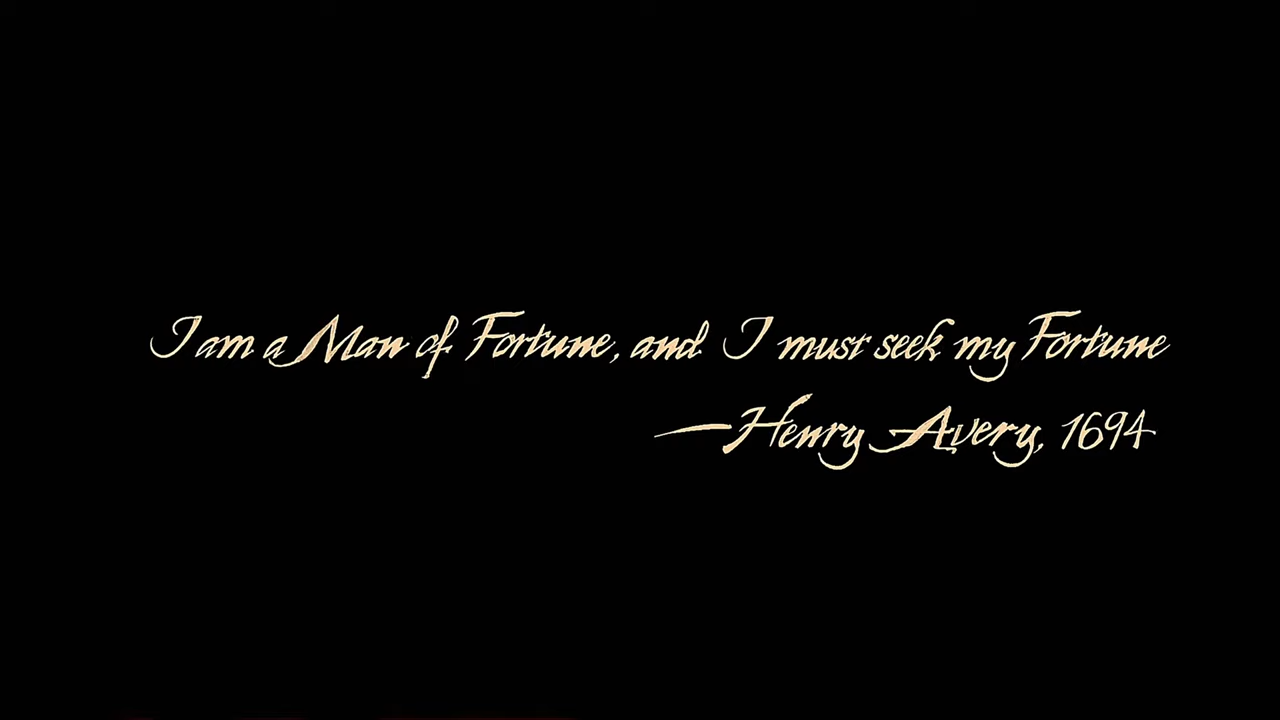 I am a Man of Fortune, and I must seek my Fortune
—Henry Avery, 1694